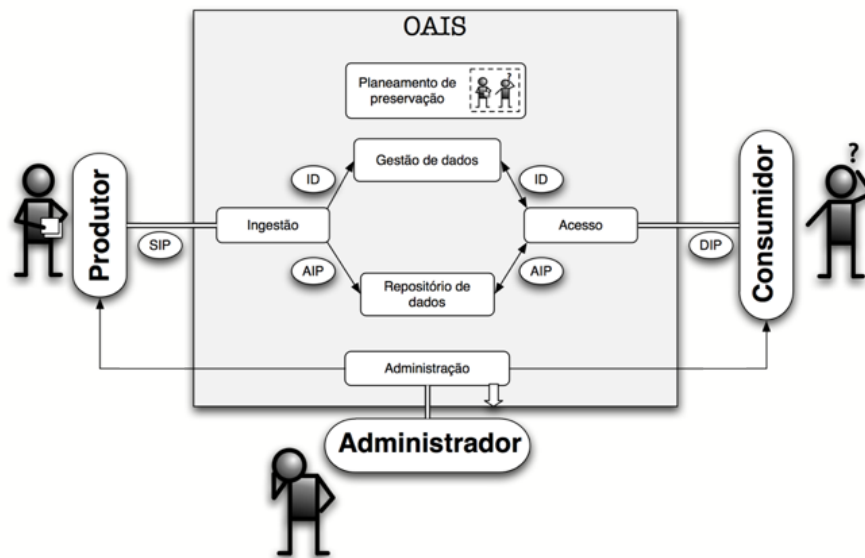 OAIS
Planeamento de
preservação
?
Gestão de dados
ID
ID
Produtor
SIP
Ingestão
Acesso
DIP
Consumidor
?
AIP
AIP
Repositório de
dados
Administração
Administrador